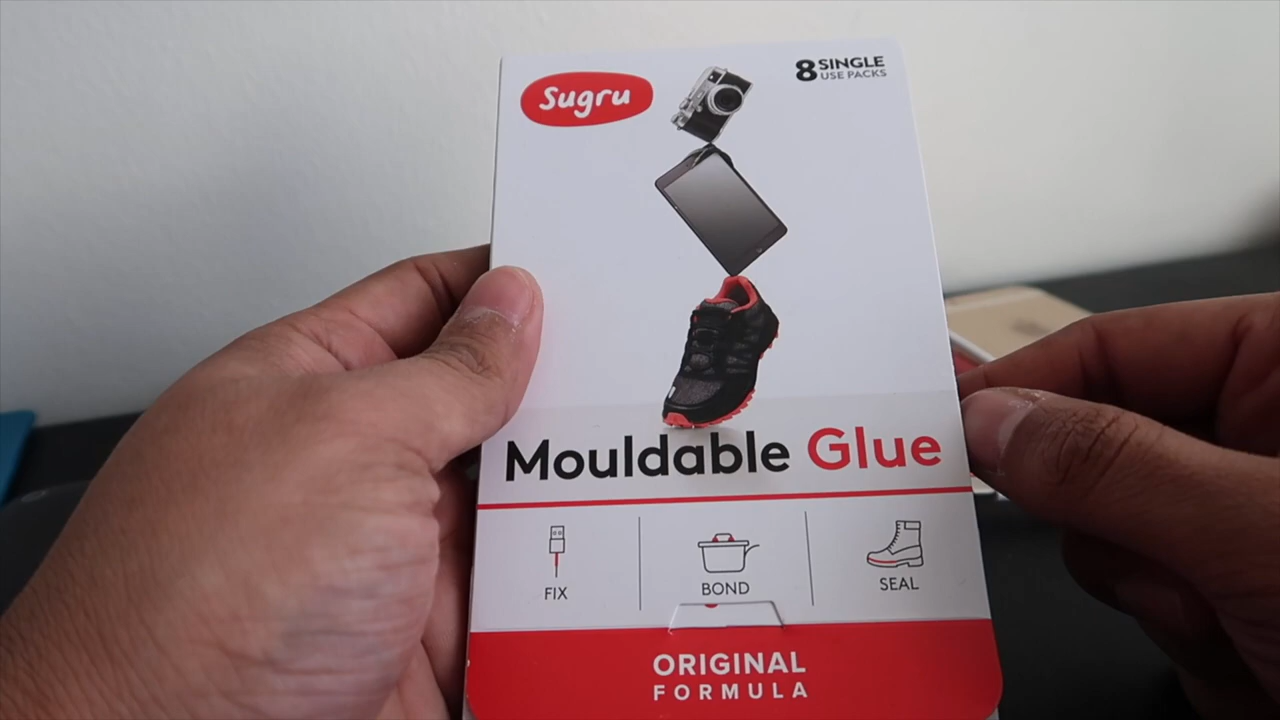 Sugru
8 SINGLE
USE PACKS
Mouldable Glue
FIX
BOND
SEAL
ORIGINAL
FORMULA